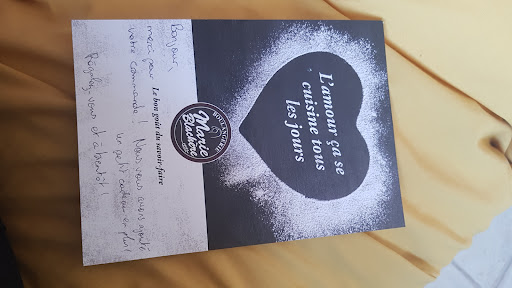 L'amour ça se
cuisine tous
les jours
BOULANGERIE
Marie
Blachère
Le bon goût du savoir-faire
Bonjour,
merci pour
votre commande ! Nous vous avons ajouté
un petit cadeau en plus !
Régalez-vous et à bientôt !